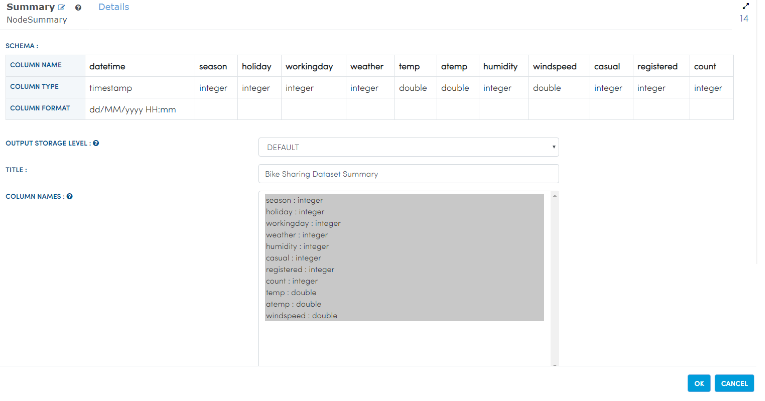 Summary Details
NodeSummary
14
SCHEMA :
COLUMN NAME datetime season holiday workingday weather temp atemp humidity windspeed casual registered count
COLUMN TYPE timestamp integer integer integer integer double double integer double integer integer integer
COLUMN FORMAT dd/MM/yyyy HH:mm
OUTPUT STORAGE LEVEL : DEFAULT
TITLE : Bike Sharing Dataset Summary
COLUMN NAMES :
season : integer
holiday : integer
workingday : integer
weather : integer
humidity : integer
casual : integer
registered : integer
count : integer
temp : double
atemp : double
windspeed : double
OK CANCEL